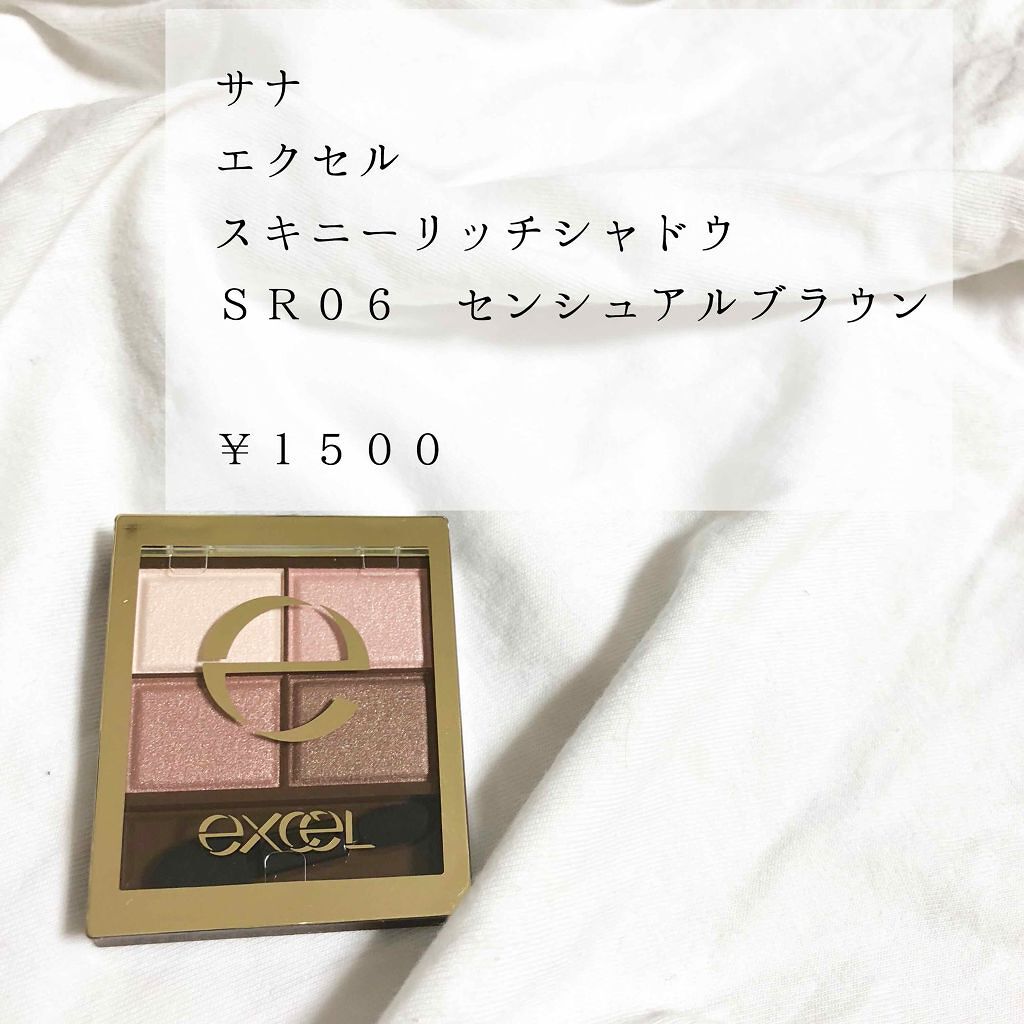 サナ
エクセル
スキニーリッチシャドウ
ＳＲ０６　センシュアルブラウン
￥１５００
e
excel